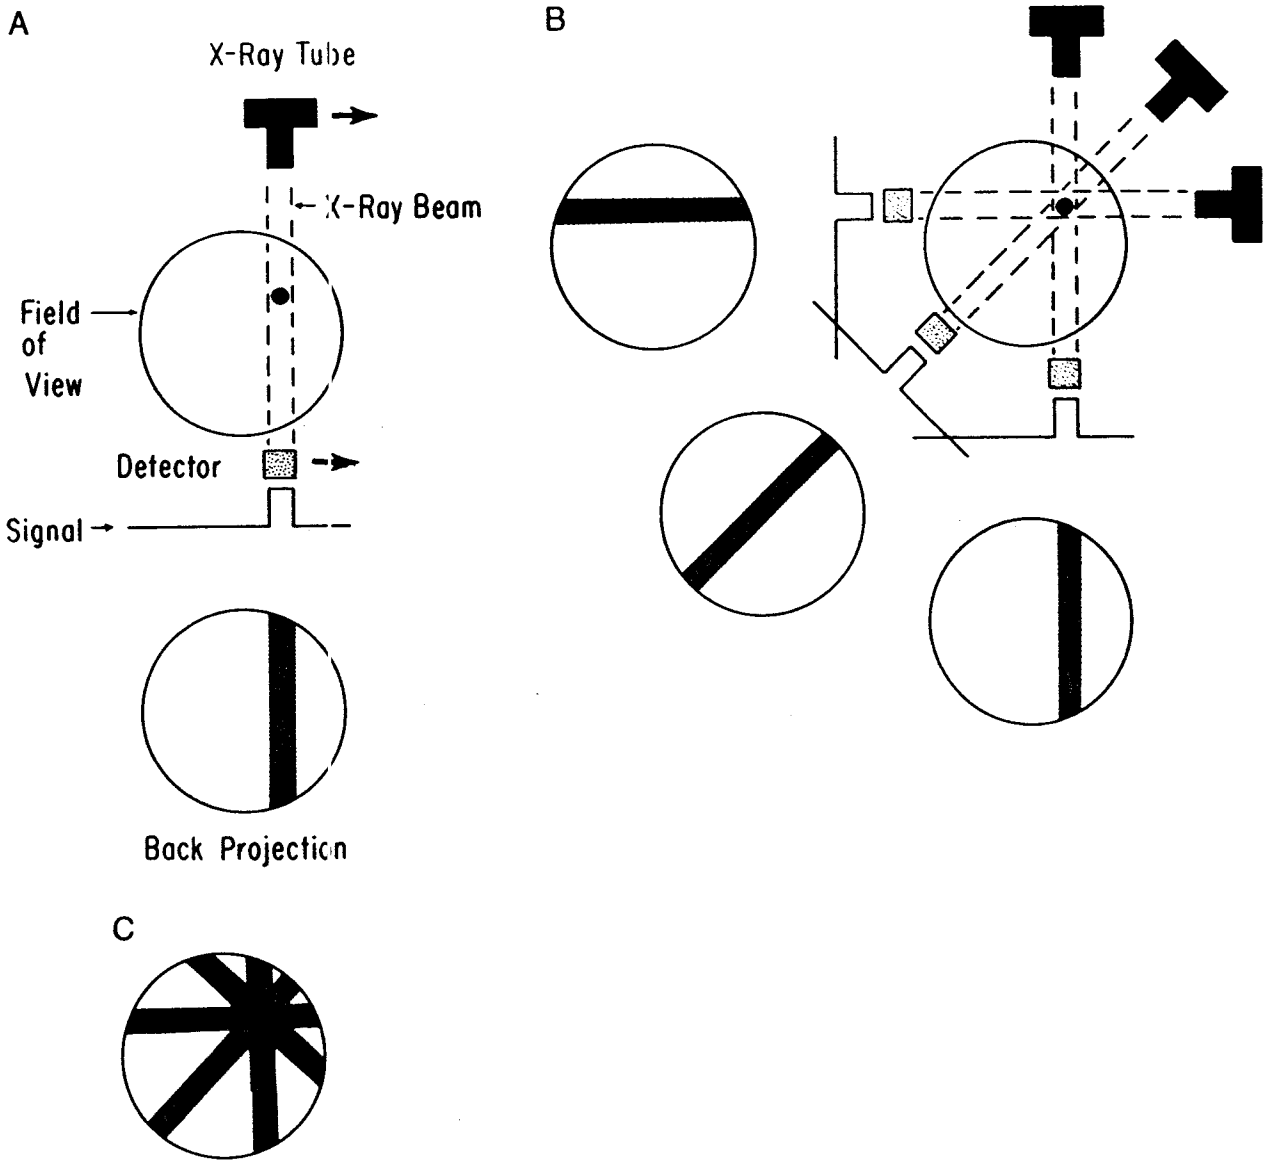 A
X-Ray Tube
X-Ray Beam
Field
of
View
Detector
Signal
Back Projection
B
C